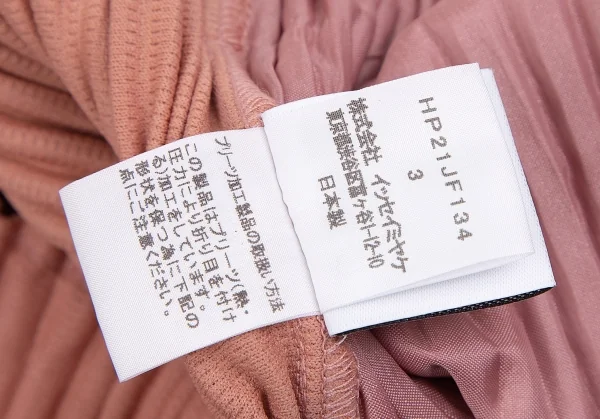 HP21JF134
3
株式会社 イッセイミヤケ
東京都渋谷区富ヶ谷1-12-10
日本製
プリーツ加工製品の取扱い方法
この製品はプリーツ(熱・
圧力により折り目を付け
る)加工をしています。
形状を保つ為に下記の
点にご注意ください。